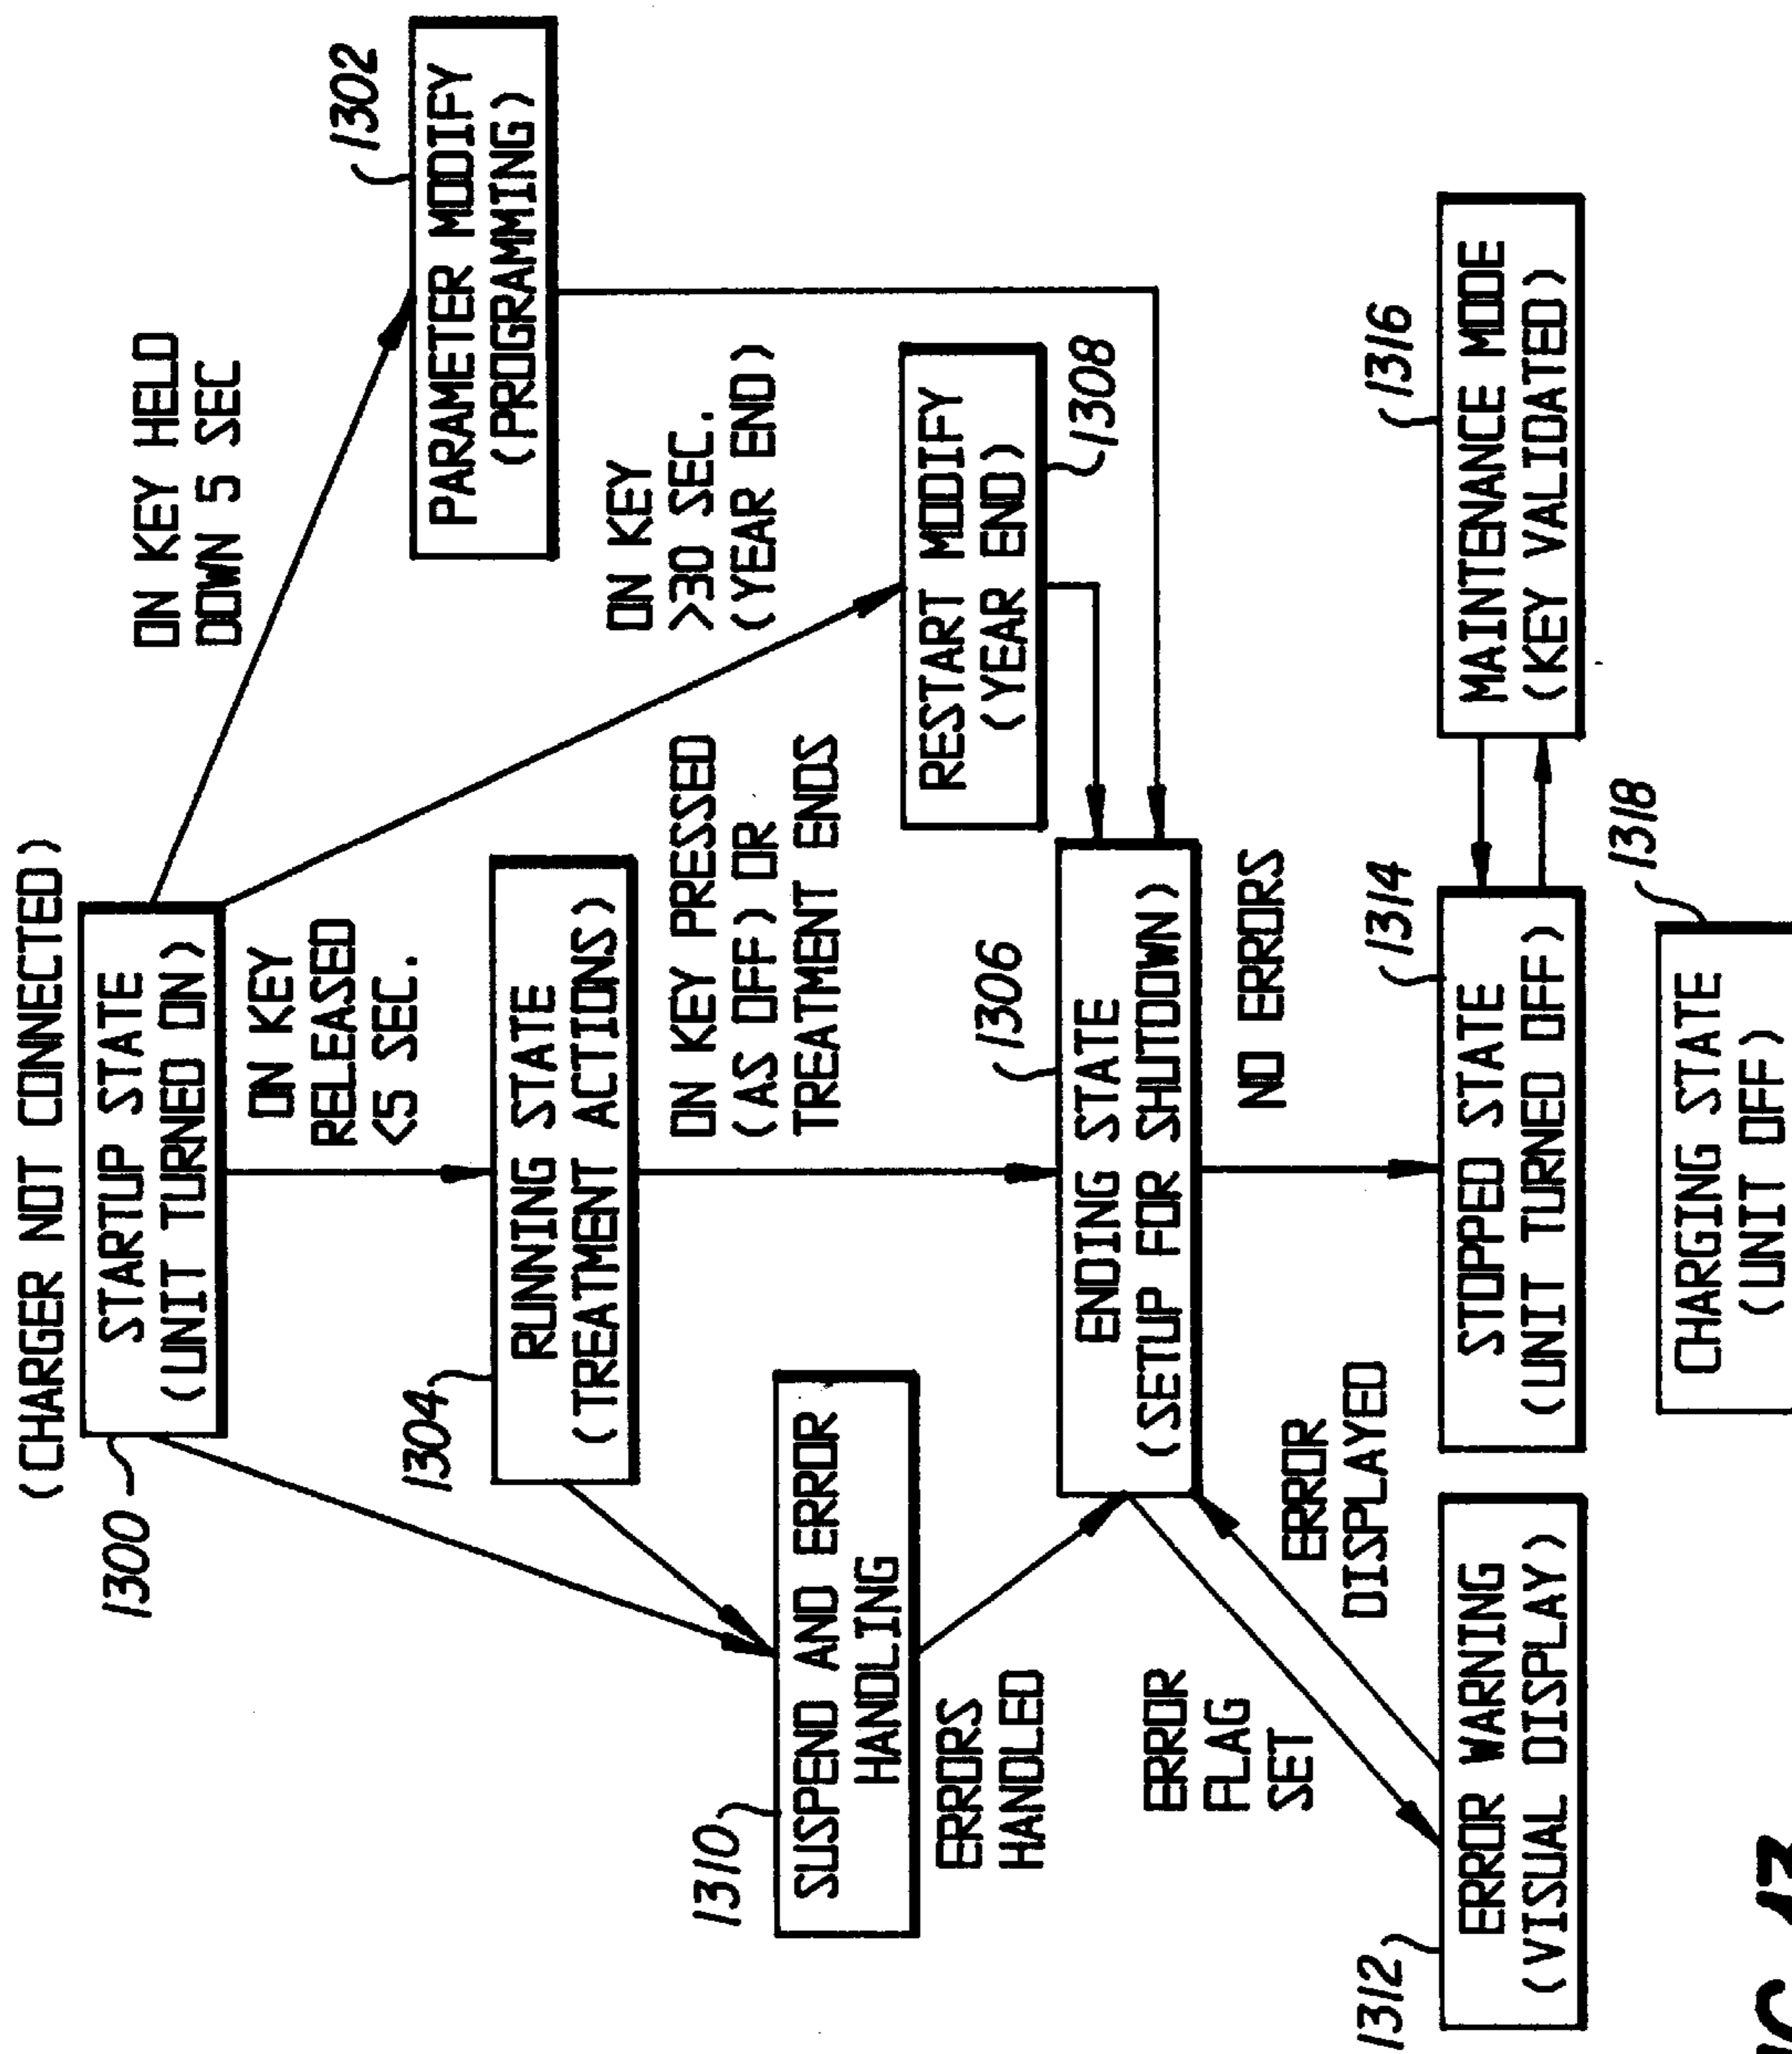 (CHARGER NOT CONNECTED)
1300
STARTUP STATE
(UNIT TURNED ON)
ON KEY HELD
DOWN 5 SEC
1302
PARAMETER MODIFY
(PROGRAMMING)
ON KEY
RELEASED
<5 SEC.
1304
RUNNING STATE
(TREATMENT ACTIONS)
ON KEY
>30 SEC.
(YEAR END)
ON KEY PRESSED
(AS OFF) OR
TREATMENT ENDS
1310
SUSPEND AND ERROR
HANDLING
RESTART MODIFY
(YEAR END)
1308
ERRORS
HANDLED
1306
ENDING STATE
(SETUP FOR SHUTDOWN)
ERROR
FLAG
SET
ERROR
DISPLAYED
NO ERRORS
1312
ERROR WARNING
(VISUAL DISPLAY)
1314
STOPPED STATE
(UNIT TURNED OFF)
1316
MAINTENANCE MODE
(KEY VALIDATED)
1318
CHARGING STATE
(UNIT OFF)